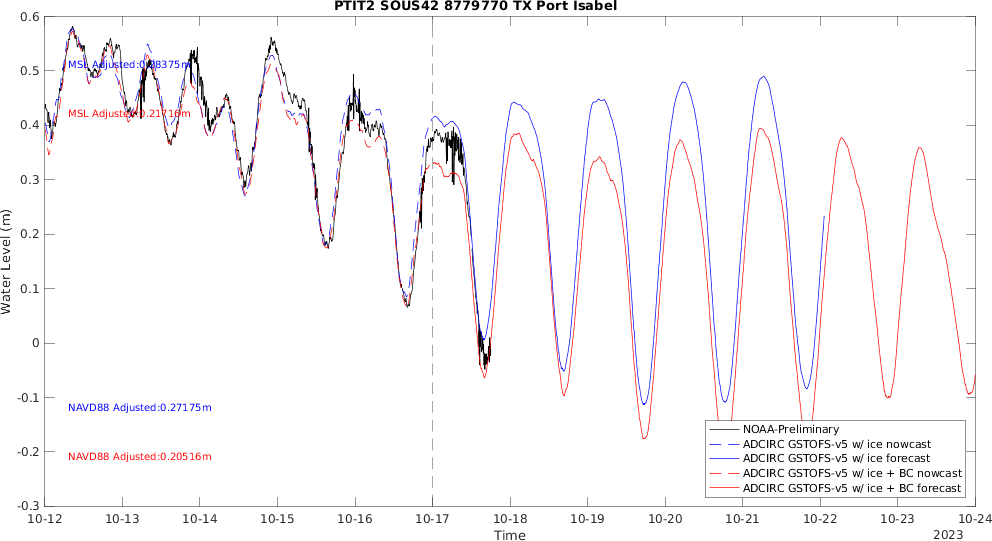 PTIT2 SOUS42 8779770 TX Port Isabel
Water Level (m)
0.6
0.5
0.4
0.3
0.2
0.1
0
-0.1
-0.2
-0.3
MSL Adjusted:0.28375m
MSL Adjusted:0.21716m
NAVD88 Adjusted:0.27175m
NAVD88 Adjusted:0.20516m
NOAA-Preliminary
ADCIRC GSTOFS-v5 w/ ice nowcast
ADCIRC GSTOFS-v5 w/ ice forecast
ADCIRC GSTOFS-v5 w/ ice + BC nowcast
ADCIRC GSTOFS-v5 w/ ice + BC forecast
10-12 10-13 10-14 10-15 10-16 10-17 10-18 10-19 10-20 10-21 10-22 10-23 10-24
Time
2023